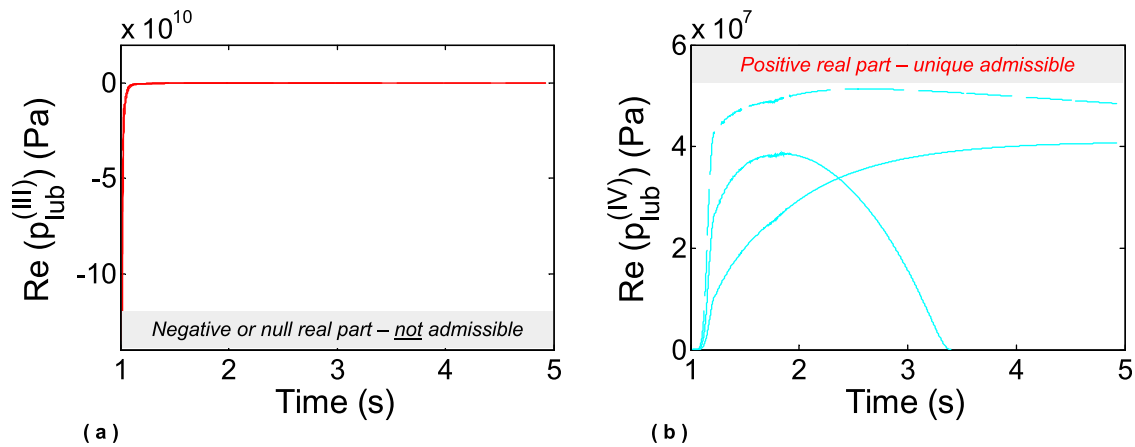 x 10^10
0
-5
-10
Re (p_lub^(III)) (Pa)
Negative or null real part – not admissible
1 2 3 4 5
Time (s)
( a )
x 10^7
6
4
2
0
Re (p_lub^(IV)) (Pa)
Positive real part – unique admissible
1 2 3 4 5
Time (s)
( b )